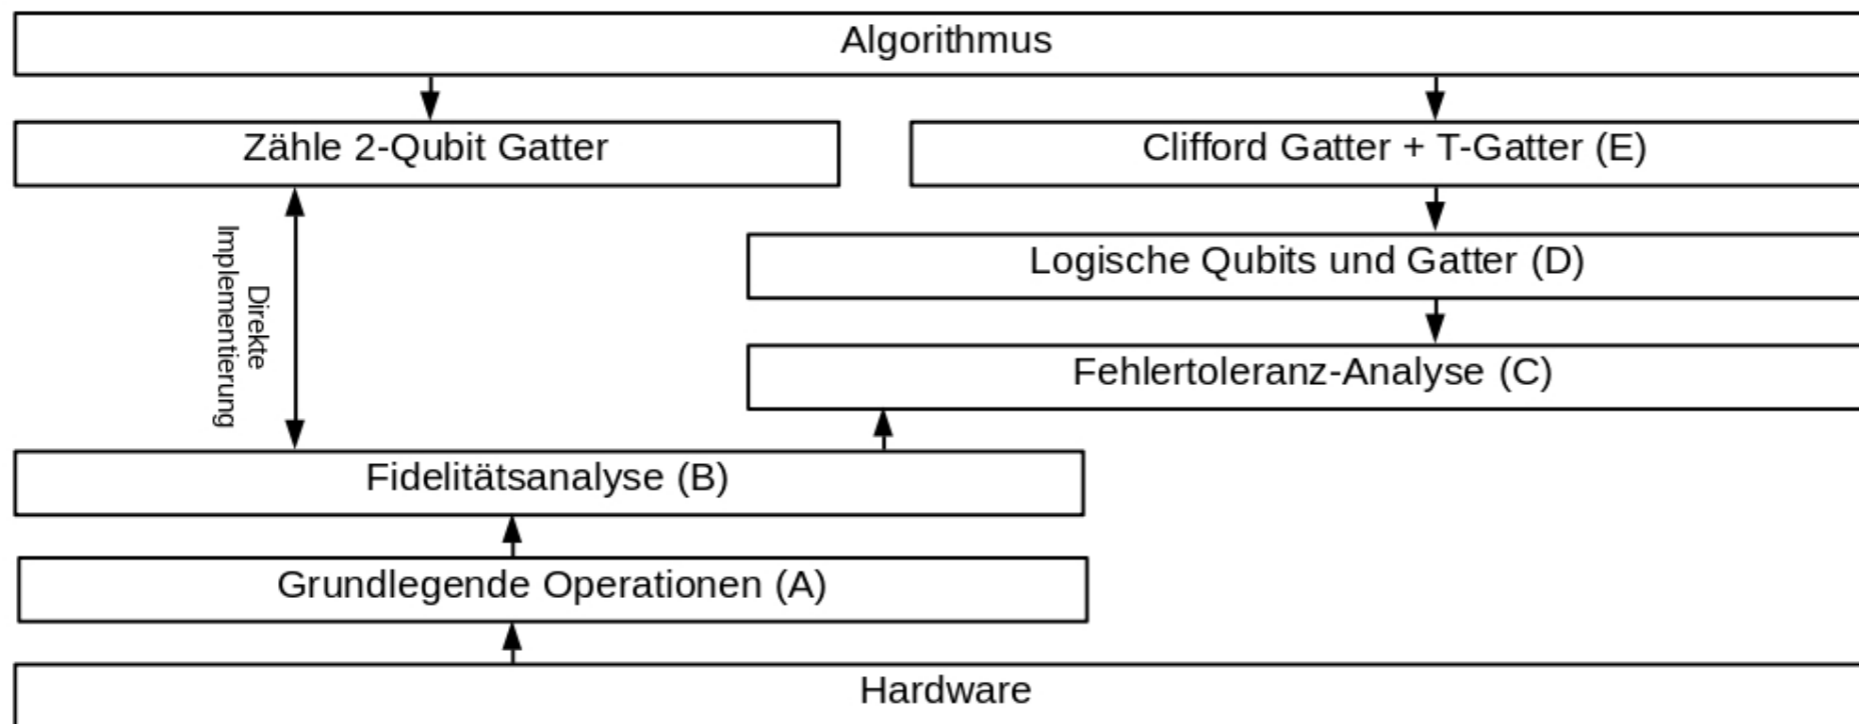 Algorithmus
Zähle 2-Qubit Gatter
Clifford Gatter + T-Gatter (E)
Direkte
Implementierung
Logische Qubits und Gatter (D)
Fehlertoleranz-Analyse (C)
Fidelitätsanalyse (B)
Grundlegende Operationen (A)
Hardware